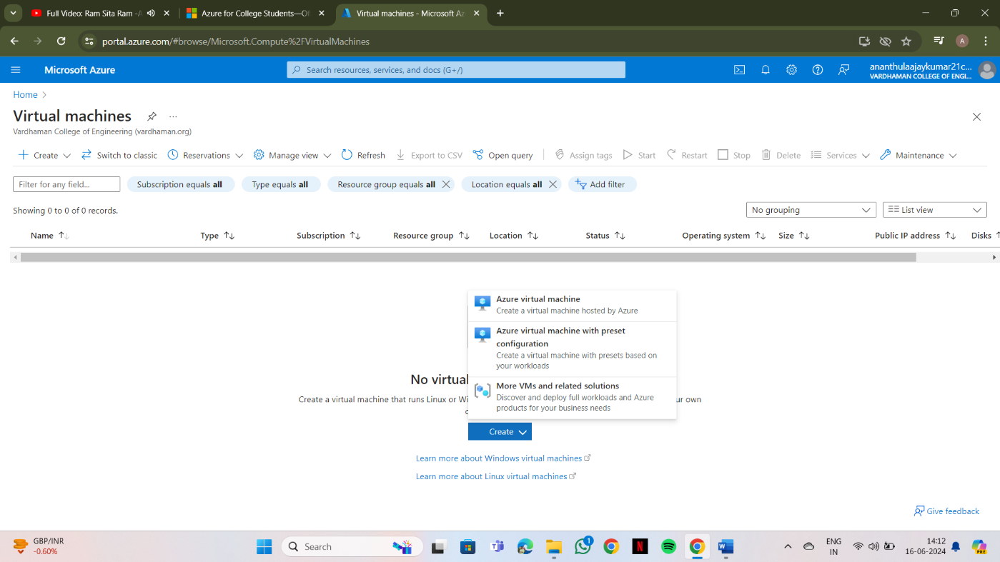 Full Video: Ram Sita Ram -A
Azure for College Students—Of
Virtual machines - Microsoft Az
portal.azure.com/#browse/Microsoft.Compute%2FVirtualMachines
A
Microsoft Azure
Search resources, services, and docs (G+/)
ananthulaajaykumar21c...
VARDHAMAN COLLEGE OF ENGI...
Home
Virtual machines
Vardhaman College of Engineering (vardhaman.org)
Create Switch to classic Reservations Manage view Refresh Export to CSV Open query Assign tags Start Restart Stop Delete Services Maintenance
Filter for any field... Subscription equals all Type equals all Resource group equals all Location equals all Add filter
Showing 0 to 0 of 0 records.
No grouping List view
Name Type Subscription Resource group Location Status Operating system Size Public IP address Disks
Azure virtual machine
Create a virtual machine hosted by Azure
Azure virtual machine with preset
configuration
Create a virtual machine with presets based on
your workloads
More VMs and related solutions
Discover and deploy full workloads and Azure
products for your business needs
No virtual
Create a virtual machine that runs Linux or Wi ur own
Create
Learn more about Windows virtual machines
Learn more about Linux virtual machines
Give feedback
GBP/INR
-0.60%
Search
1
ENG
IN
14:12
16-06-2024
PRE